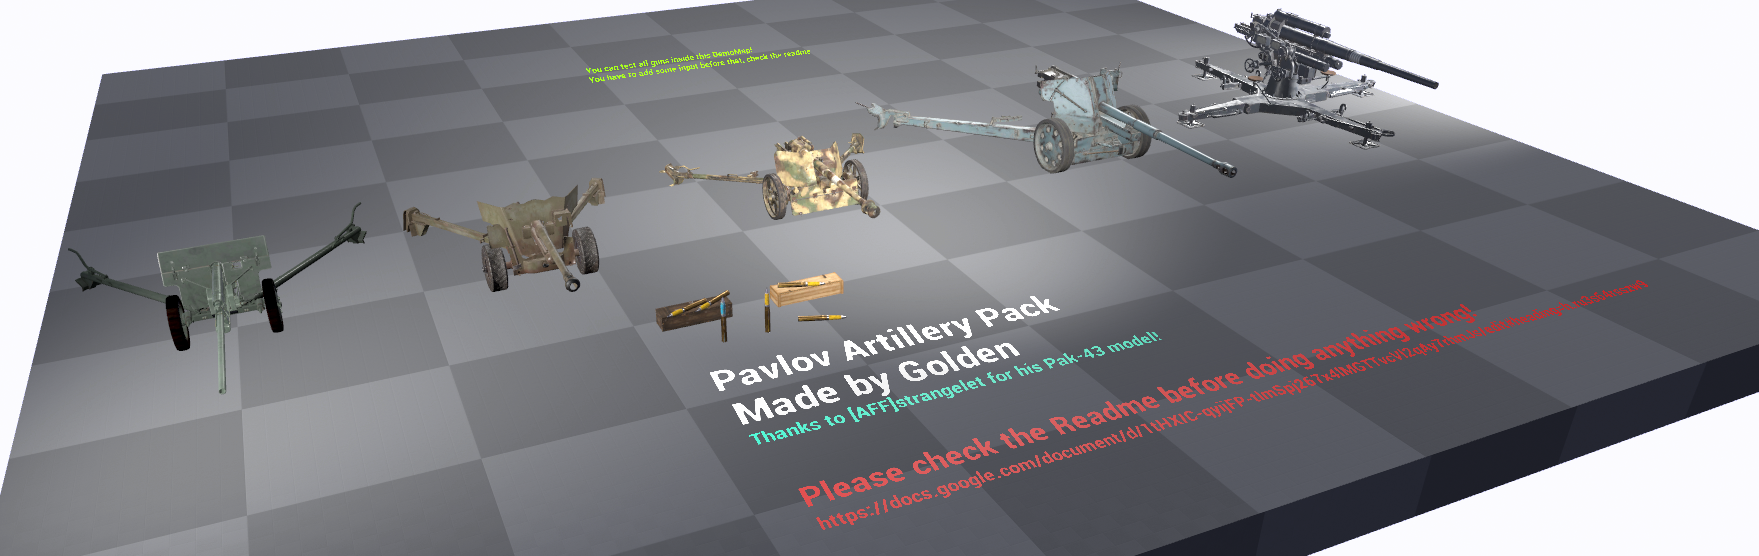 You can test all guns inside this DemoMap!
You have to add some input before that, check the readme
Pavlov Artillery Pack
Made by Golden
Thanks to [AFF]strangelet for his Pak-43 model!
Please check the Readme before doing anything wrong!